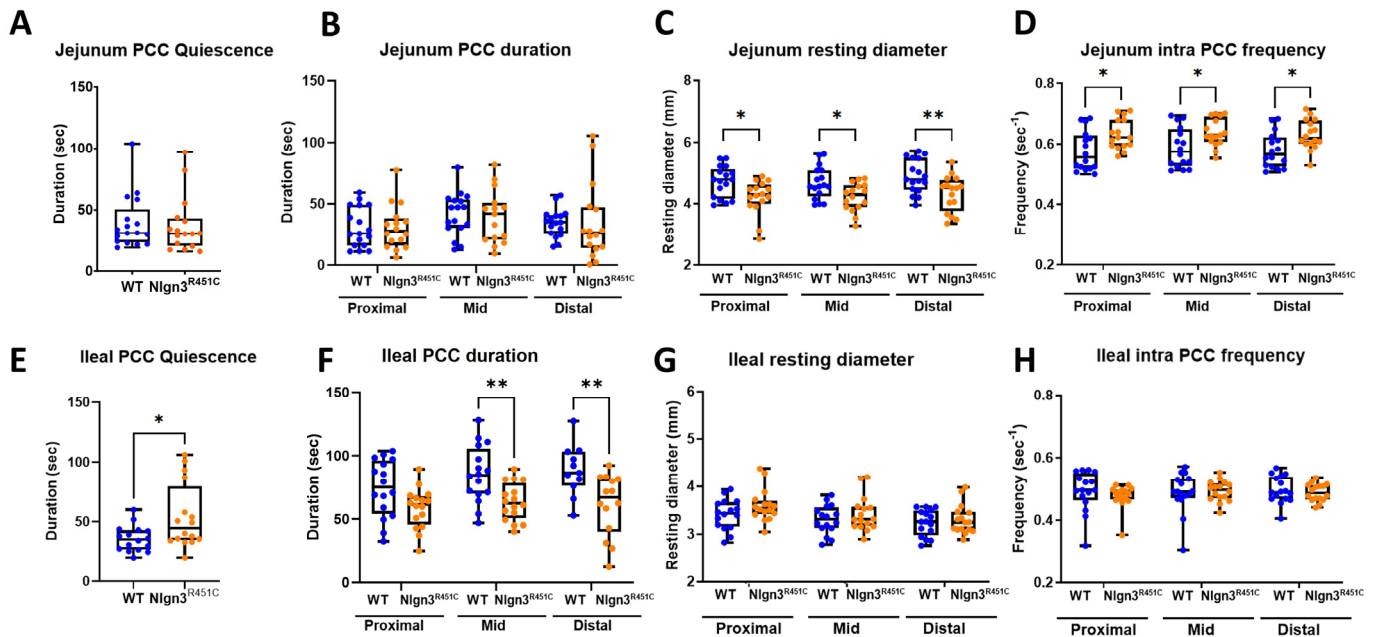 A
Jejunum PCC Quiescence
Duration (sec)
150
100
50
0
WT Nlgn3R451C
B
Jejunum PCC duration
Duration (sec)
150
100
50
0
WT Nlgn3R451C WT Nlgn3R451C WT Nlgn3R451C
Proximal Mid Distal
C
Jejunum resting diameter
Resting diameter (mm)
8
6
4
2
* * **
WT Nlgn3R451C WT Nlgn3R451C WT Nlgn3R451C
Proximal Mid Distal
D
Jejunum intra PCC frequency
Frequency (sec-1)
0.8
0.6
0.4
0.2
* * *
WT Nlgn3R451C WT Nlgn3R451C WT Nlgn3R451C
Proximal Mid Distal
E
Ileal PCC Quiescence
Duration (sec)
150
100
50
0
*
WT Nlgn3R451C
F
Ileal PCC duration
Duration (sec)
150
100
50
0
** **
WT Nlgn3R451C WT Nlgn3R451C WT Nlgn3R451C
Proximal Mid Distal
G
Ileal resting diameter
Resting diameter (mm)
6
5
4
3
2
WT Nlgn3R451C WT Nlgn3R451C WT Nlgn3R451C
Proximal Mid Distal
H
Ileal intra PCC frequency
Frequency (sec-1)
0.8
0.6
0.4
0.2
WT Nlgn3R451C WT Nlgn3R451C WT Nlgn3R451C
Proximal Mid Distal